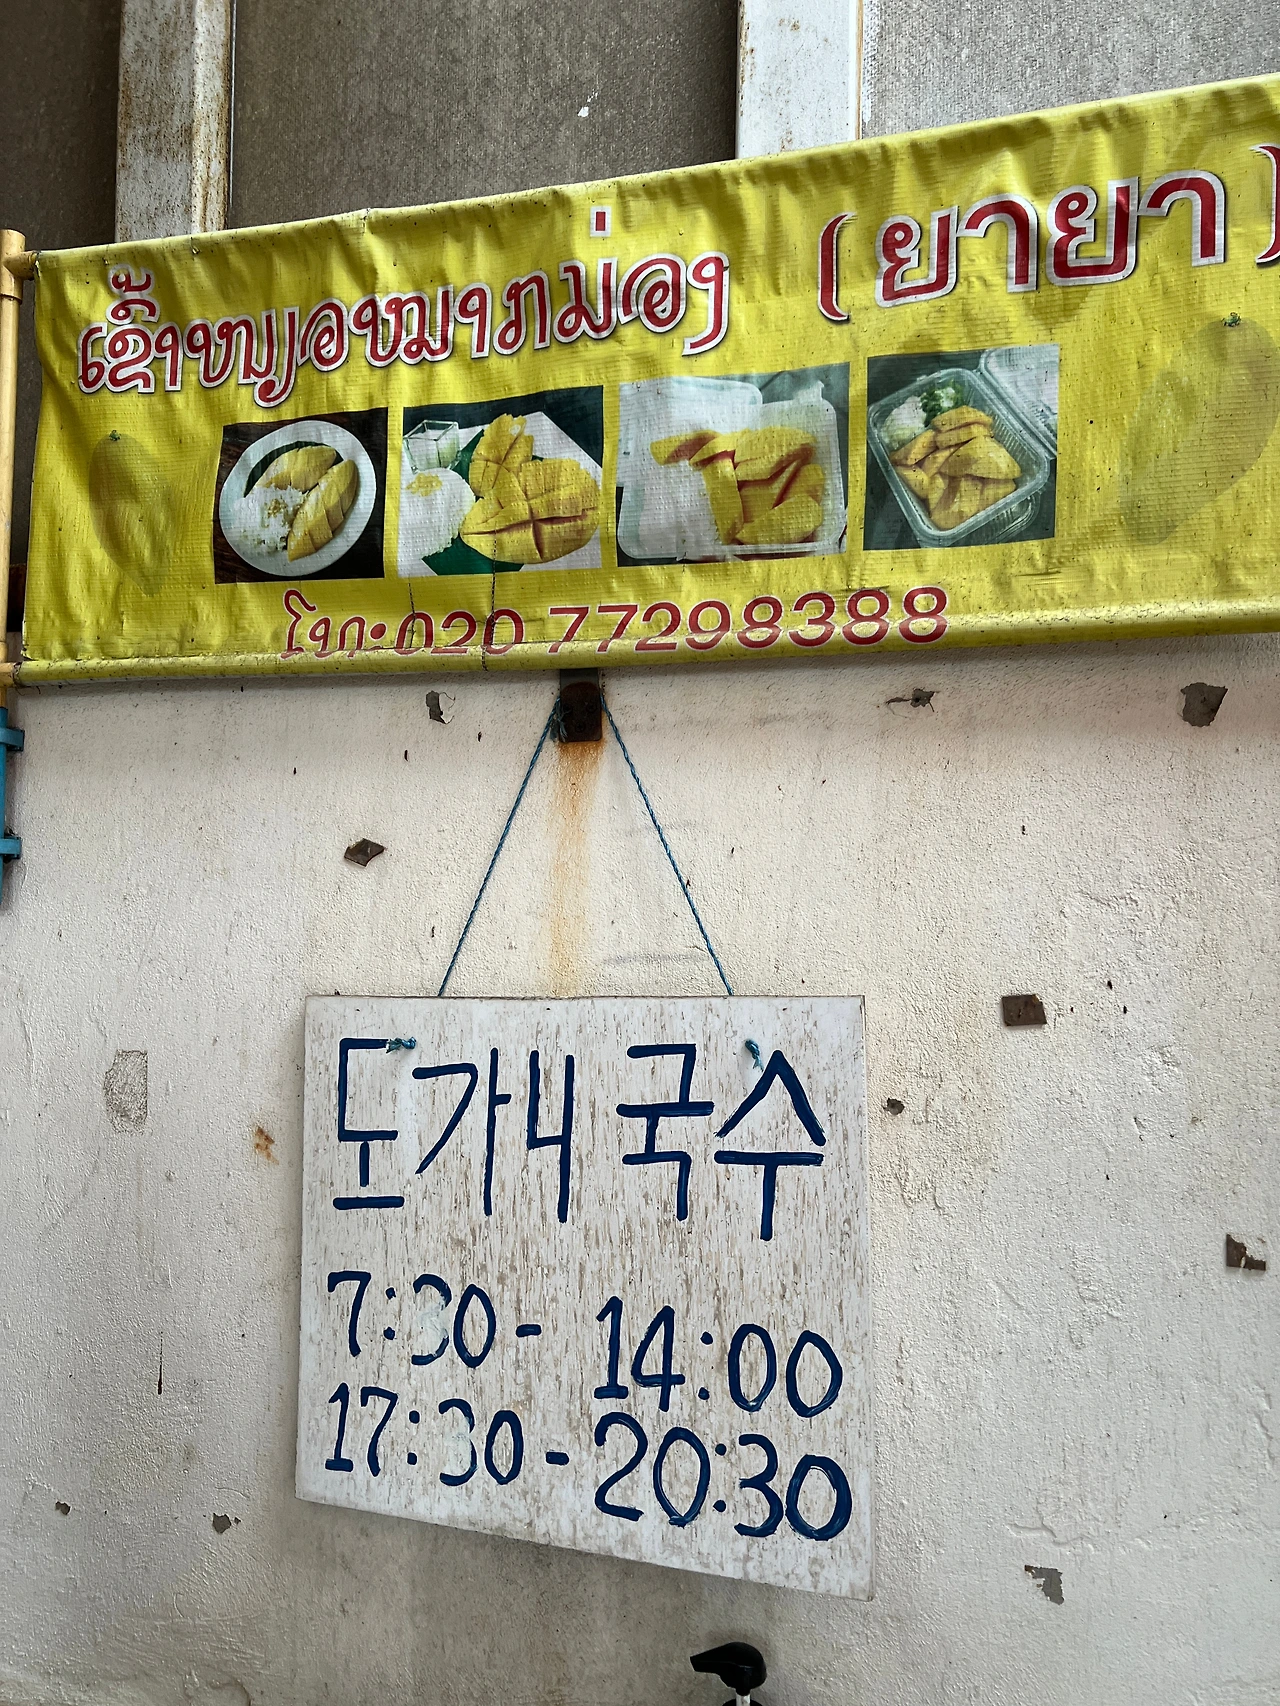 ເຂົ້າໜຽວໝາກມ່ວງ (ຍາຍາ)
ໂທ: 020 77298388
도가니 국수
7:30 - 14:00
17:30 - 20:30